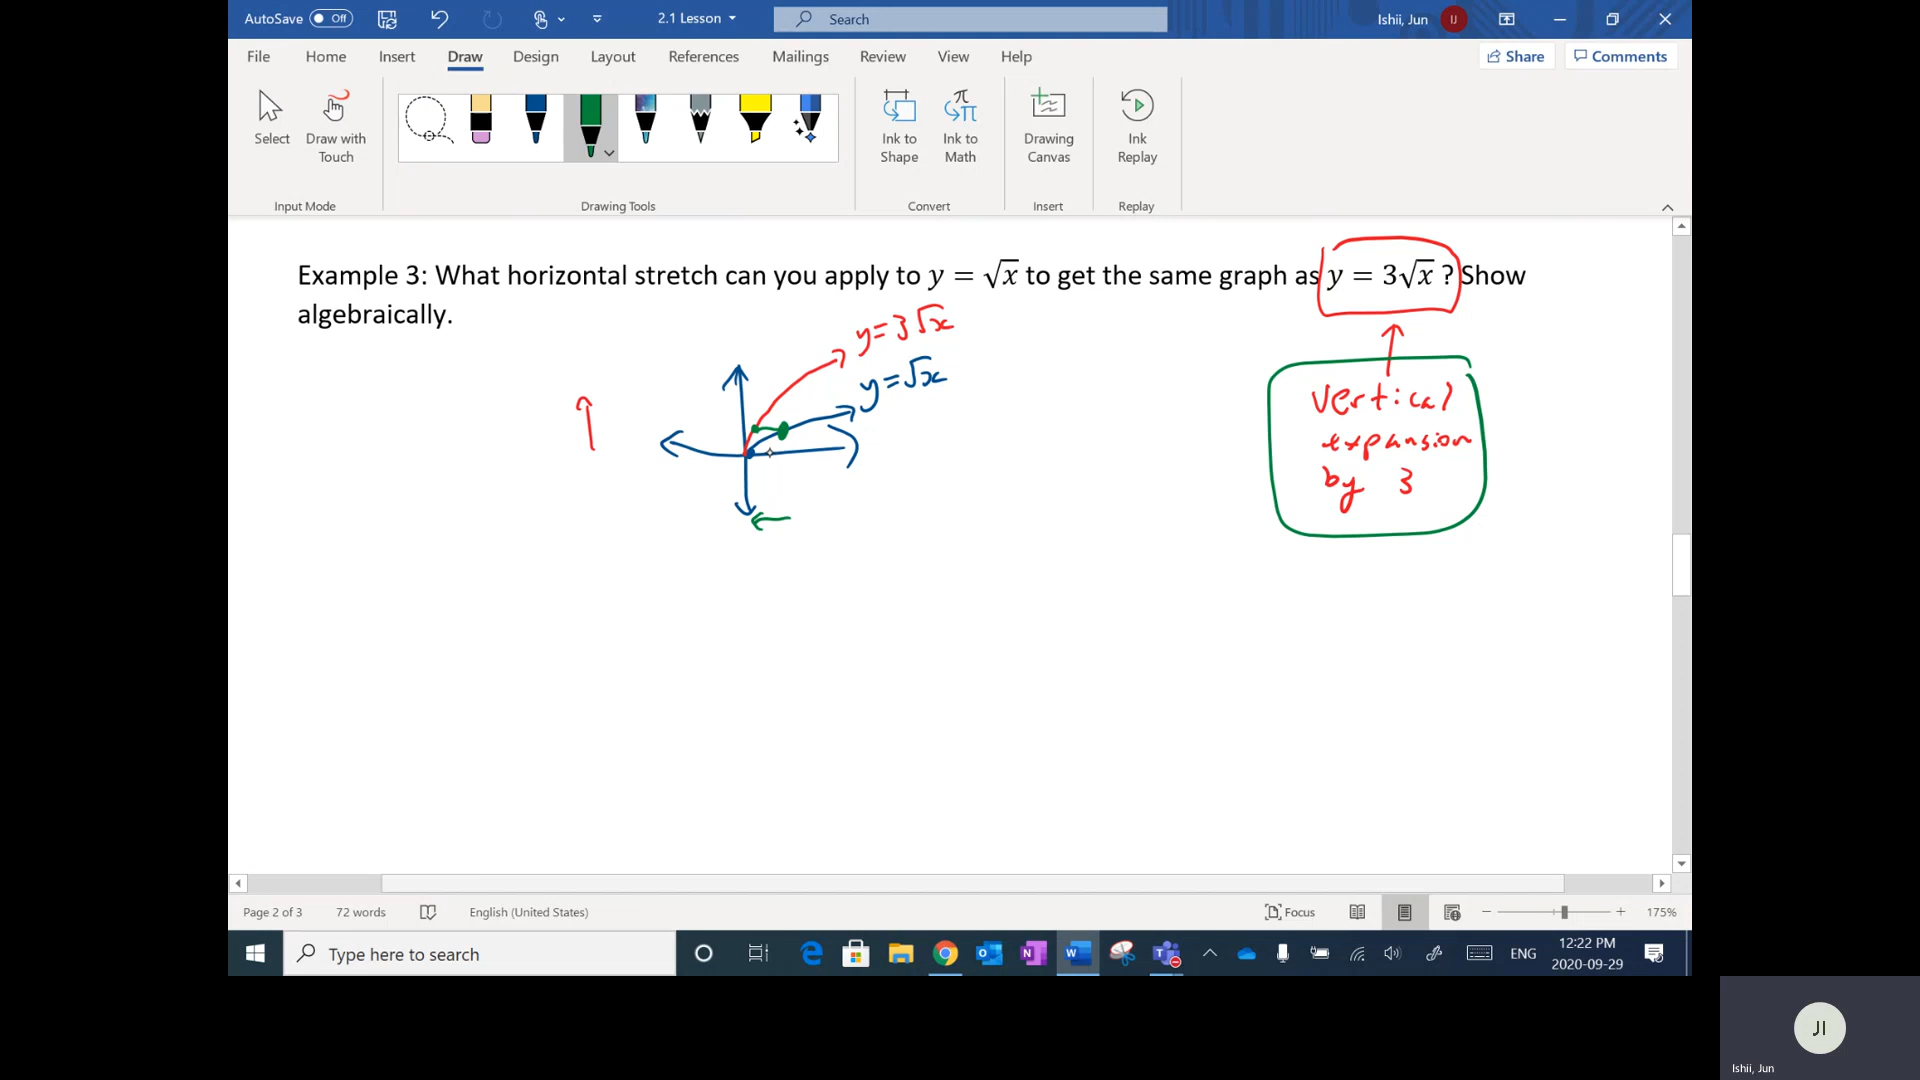 AutoSave Off 2.1 Lesson Search Ishii, Jun IJ
File Home Insert Draw Design Layout References Mailings Review View Help Share Comments
Select Draw with Touch Ink to Shape Ink to Math Drawing Canvas Ink Replay
Input Mode Drawing Tools Convert Insert Replay
Example 3: What horizontal stretch can you apply to y = √x to get the same graph as y = 3√x ? Show
algebraically.
y=3√x
y=√x
vertical
expansion
by 3
Page 2 of 3 72 words English (United States) Focus 175%
Type here to search ENG 12:22 PM
2020-09-29
JI
Ishii, Jun